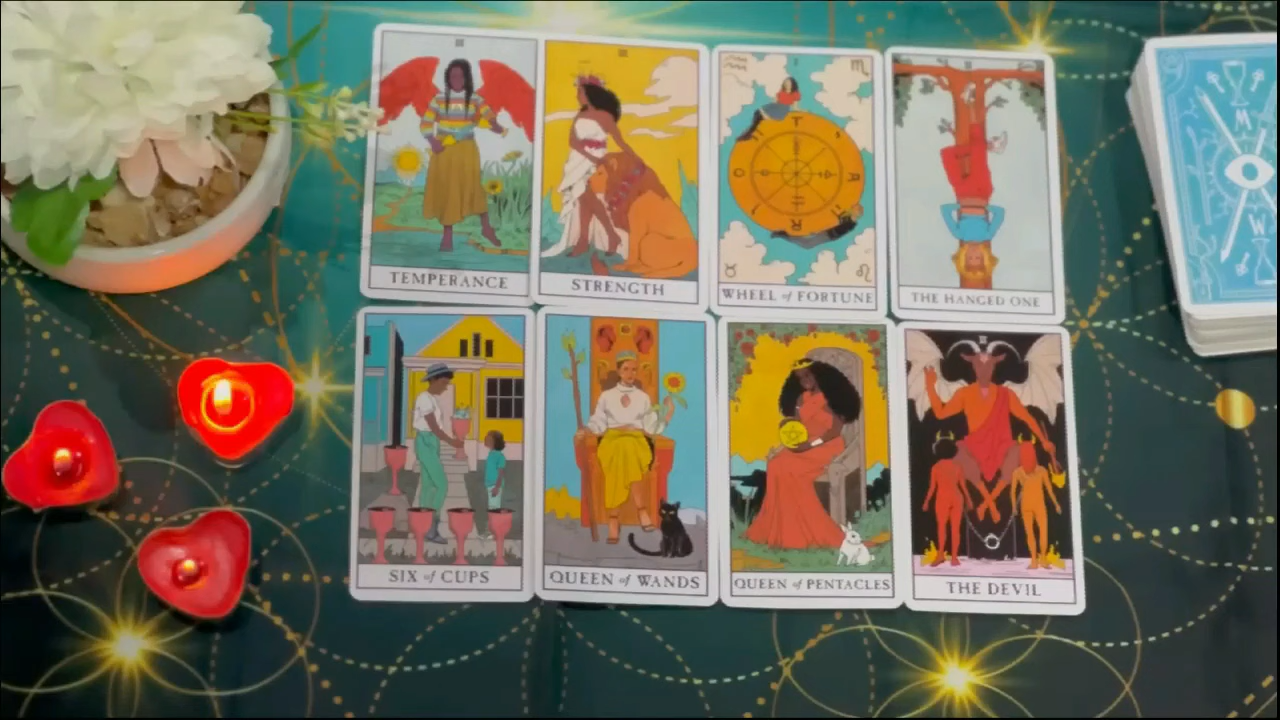 TEMPERANCE
STRENGTH
WHEEL of FORTUNE
THE HANGED ONE
SIX of CUPS
QUEEN of WANDS
QUEEN of PENTACLES
THE DEVIL
M
W